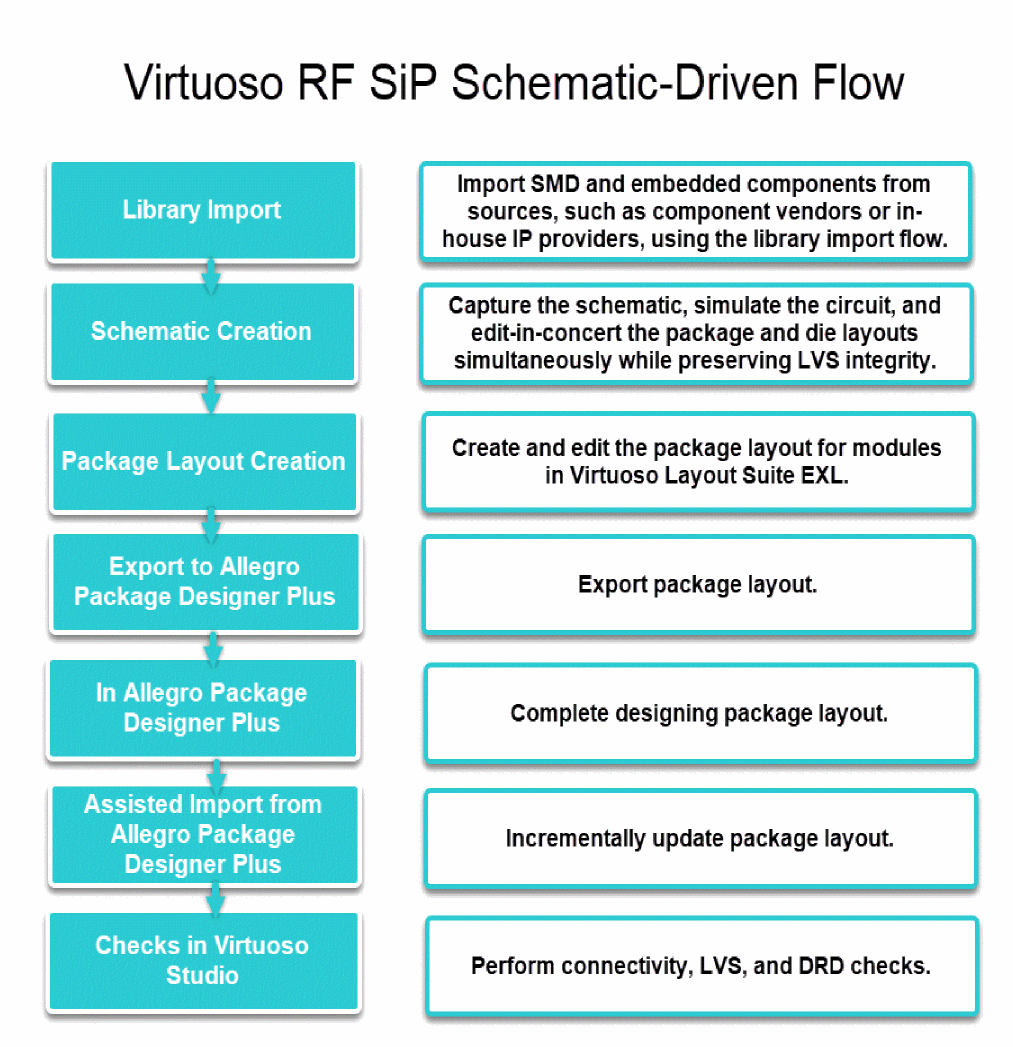 Virtuoso RF SiP Schematic-Driven Flow
Library Import
Import SMD and embedded components from
sources, such as component vendors or in-
house IP providers, using the library import flow.
Schematic Creation
Capture the schematic, simulate the circuit, and
edit-in-concert the package and die layouts
simultaneously while preserving LVS integrity.
Package Layout Creation
Create and edit the package layout for modules
in Virtuoso Layout Suite EXL.
Export to Allegro
Package Designer Plus
Export package layout.
In Allegro Package
Designer Plus
Complete designing package layout.
Assisted Import from
Allegro Package
Designer Plus
Incrementally update package layout.
Checks in Virtuoso
Studio
Perform connectivity, LVS, and DRD checks.